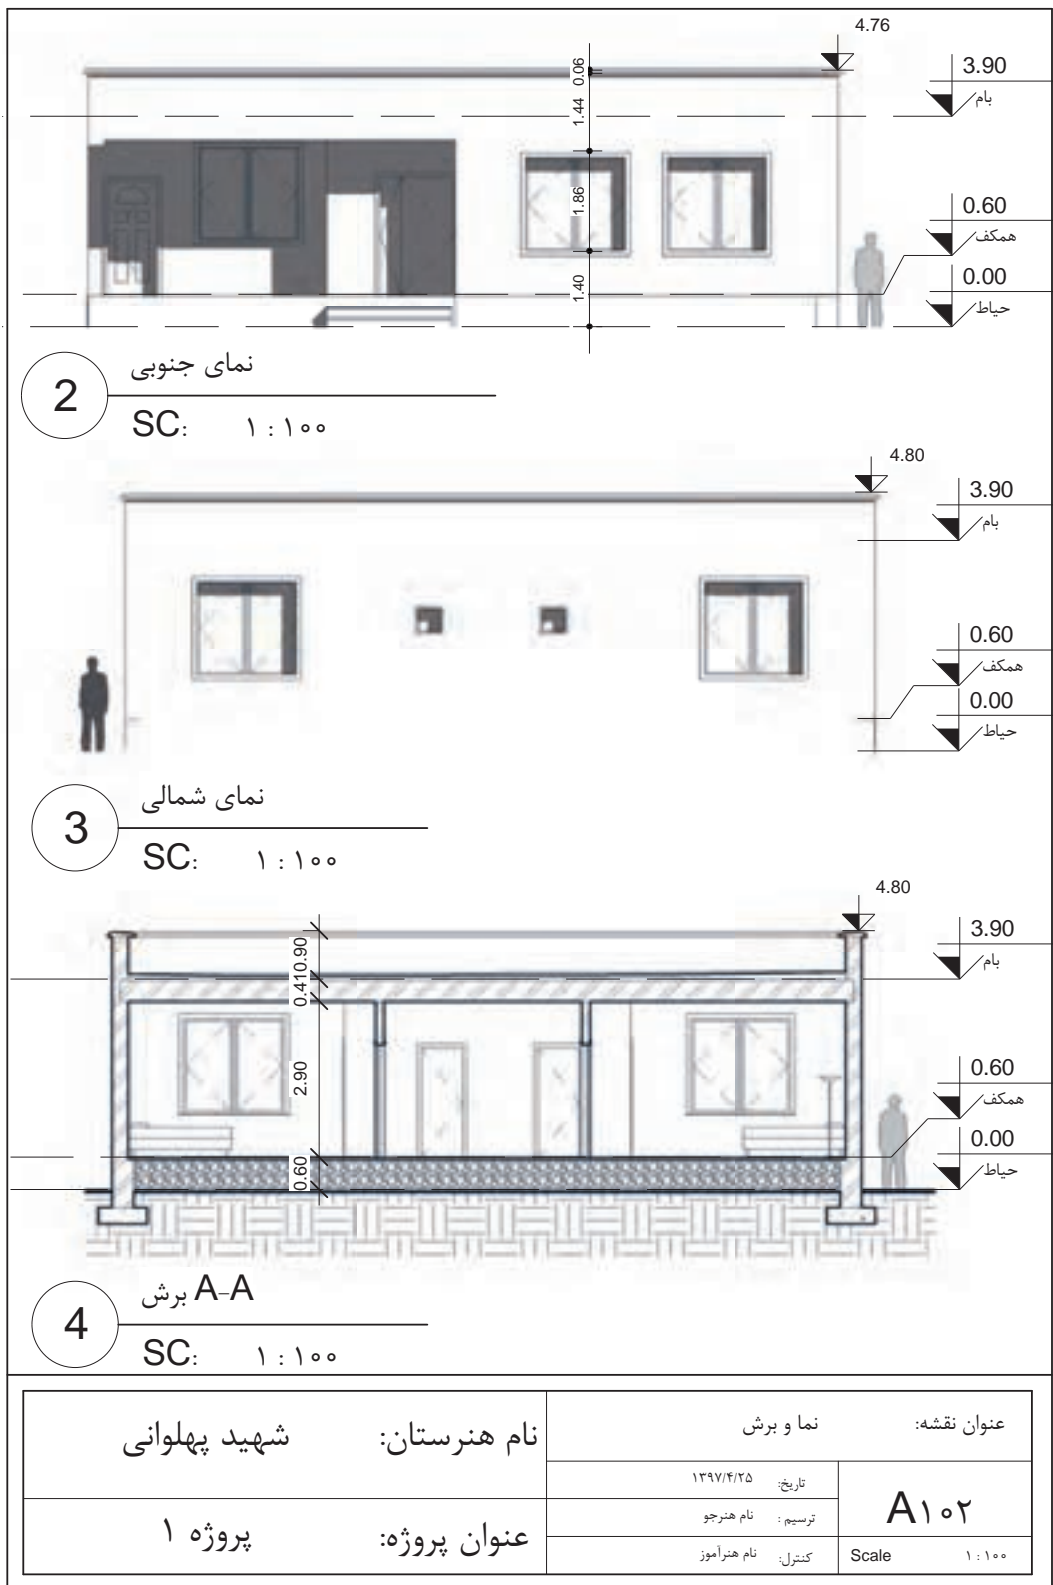 4.76
3.90
بام
0.06
1.44
1.86
1.40
0.60
همکف
0.00
حیاط
2
نمای جنوبی
SC: ۱ : ۱۰۰
4.80
3.90
بام
0.60
همکف
0.00
حیاط
3
نمای شمالی
SC: ۱ : ۱۰۰
4.80
3.90
بام
0.90
0.41
2.90
0.60
0.60
همکف
0.00
حیاط
4
برش A-A
SC: ۱ : ۱۰۰
عنوان نقشه: نما و برش
نام هنرستان: شهید پهلوانی
تاریخ: ۱۳۹۷/۴/۲۵
A۱۰۲
ترسیم : نام هنرجو
عنوان پروژه: پروژه ۱
کنترل: نام هنرآموز
Scale ۱ : ۱۰۰